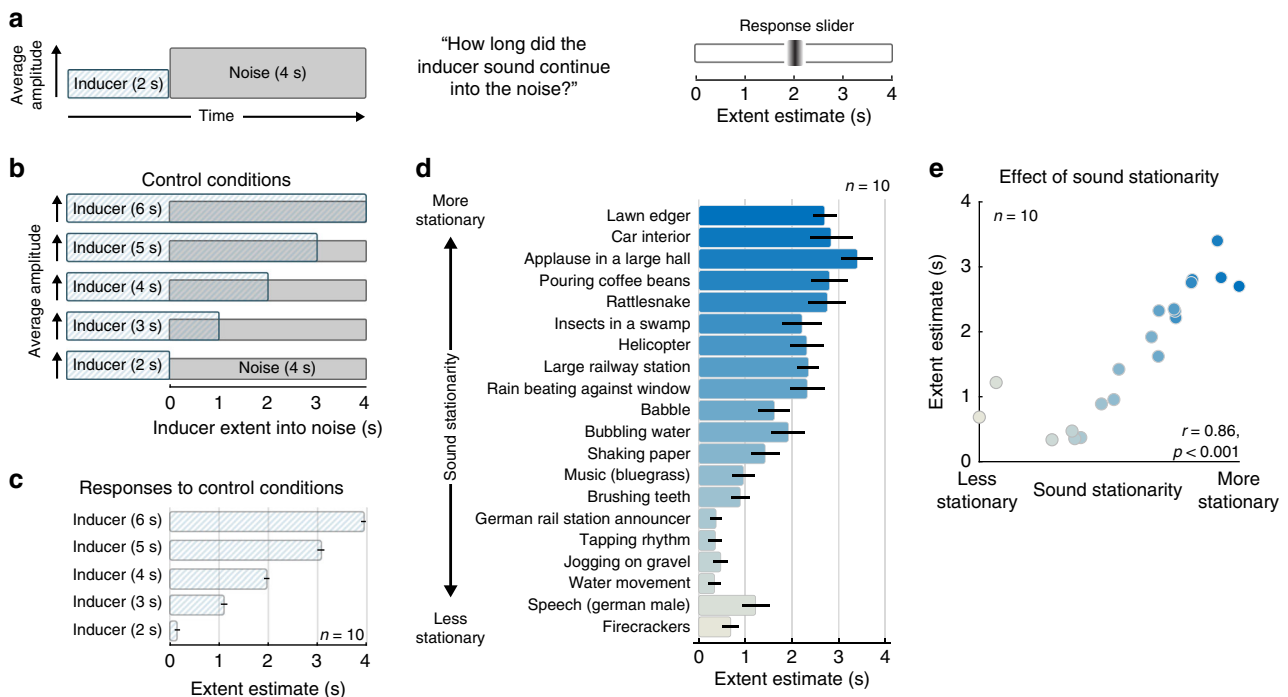 a
Average
amplitude
Inducer (2 s)
Noise (4 s)
Time
“How long did the
inducer sound continue
into the noise?”
Response slider
0 1 2 3 4
Extent estimate (s)
b
Control conditions
Average amplitude
Inducer (6 s)
Inducer (5 s)
Inducer (4 s)
Inducer (3 s)
Inducer (2 s)
Noise (4 s)
0 1 2 3 4
Inducer extent into noise (s)
c
Responses to control conditions
Inducer (6 s)
Inducer (5 s)
Inducer (4 s)
Inducer (3 s)
Inducer (2 s)
n = 10
0 1 2 3 4
Extent estimate (s)
d
More
stationary
Sound stationarity
Less
stationary
n = 10
Lawn edger
Car interior
Applause in a large hall
Pouring coffee beans
Rattlesnake
Insects in a swamp
Helicopter
Large railway station
Rain beating against window
Babble
Bubbling water
Shaking paper
Music (bluegrass)
Brushing teeth
German rail station announcer
Tapping rhythm
Jogging on gravel
Water movement
Speech (german male)
Firecrackers
0 1 2 3 4
Extent estimate (s)
e
Effect of sound stationarity
n = 10
Extent estimate (s)
4
3
2
1
0
r = 0.86,
p < 0.001
Less
stationary
Sound stationarity
More
stationary